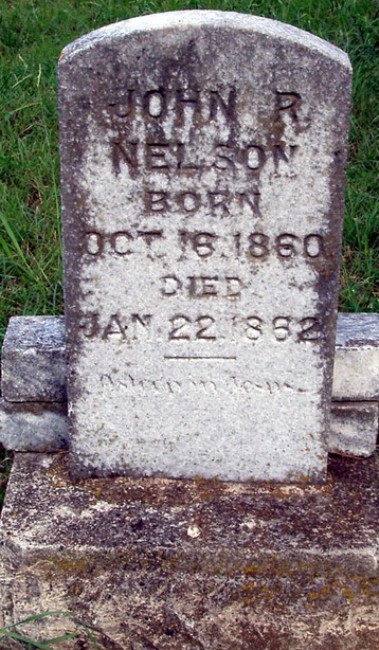 JOHN R.
NELSON
BORN
OCT. 16. 1860
DIED
JAN. 22. 1862
Asleep in Jesus.